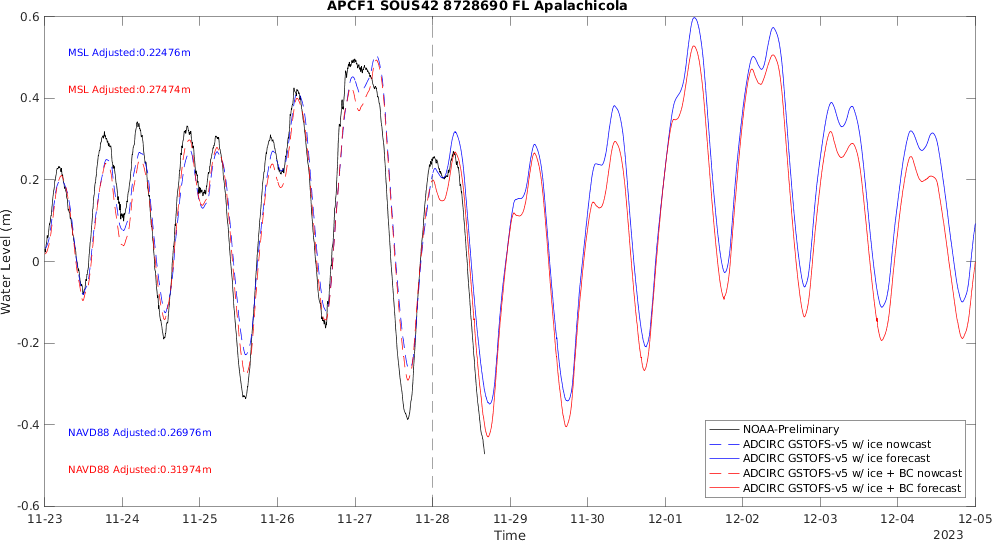 APCF1 SOUS42 8728690 FL Apalachicola
0.6
0.4
0.2
0
-0.2
-0.4
-0.6
Water Level (m)
MSL Adjusted:0.22476m
MSL Adjusted:0.27474m
NAVD88 Adjusted:0.26976m
NAVD88 Adjusted:0.31974m
NOAA-Preliminary
ADCIRC GSTOFS-v5 w/ ice nowcast
ADCIRC GSTOFS-v5 w/ ice forecast
ADCIRC GSTOFS-v5 w/ ice + BC nowcast
ADCIRC GSTOFS-v5 w/ ice + BC forecast
11-23 11-24 11-25 11-26 11-27 11-28 11-29 11-30 12-01 12-02 12-03 12-04 12-05
Time
2023